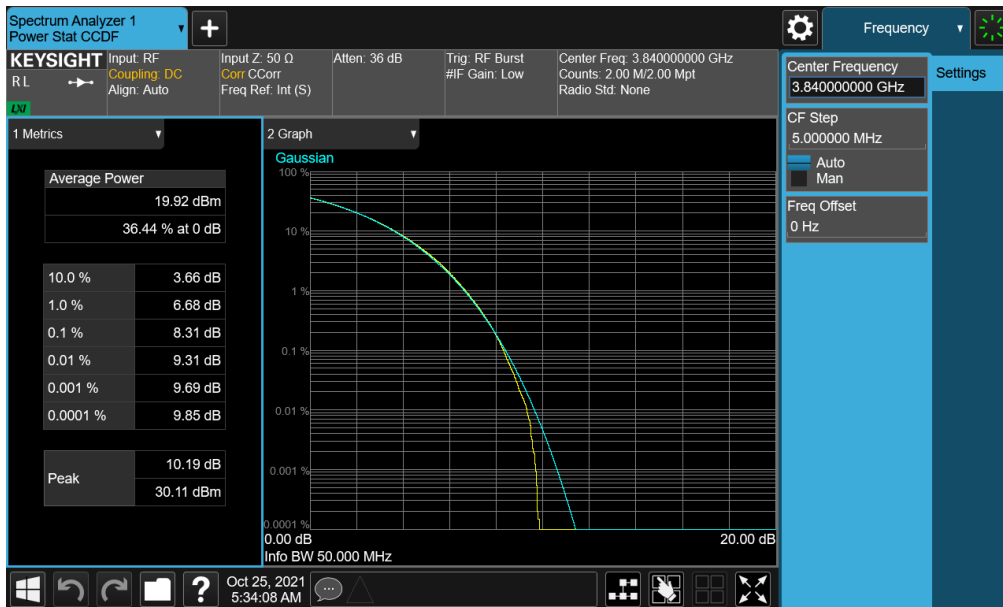 Spectrum Analyzer 1
Power Stat CCDF
+
Frequency
KEYSIGHT
R L
LXI
Input: RF
Coupling: DC
Align: Auto
Input Z: 50 Ω
Corr CCorr
Freq Ref: Int (S)
Atten: 36 dB
Trig: RF Burst
#IF Gain: Low
Center Freq: 3.840000000 GHz
Counts: 2.00 M/2.00 Mpt
Radio Std: None
Center Frequency
3.840000000 GHz
Settings
CF Step
5.000000 MHz
Auto
Man
Freq Offset
0 Hz
1 Metrics
Average Power
19.92 dBm
36.44 % at 0 dB
10.0 % 3.66 dB
1.0 % 6.68 dB
0.1 % 8.31 dB
0.01 % 9.31 dB
0.001 % 9.69 dB
0.0001 % 9.85 dB
Peak
10.19 dB
30.11 dBm
2 Graph
Gaussian
100 %
10 %
1 %
0.1 %
0.01 %
0.001 %
0.0001 %
0.00 dB 20.00 dB
Info BW 50.000 MHz
?
Oct 25, 2021
5:34:08 AM